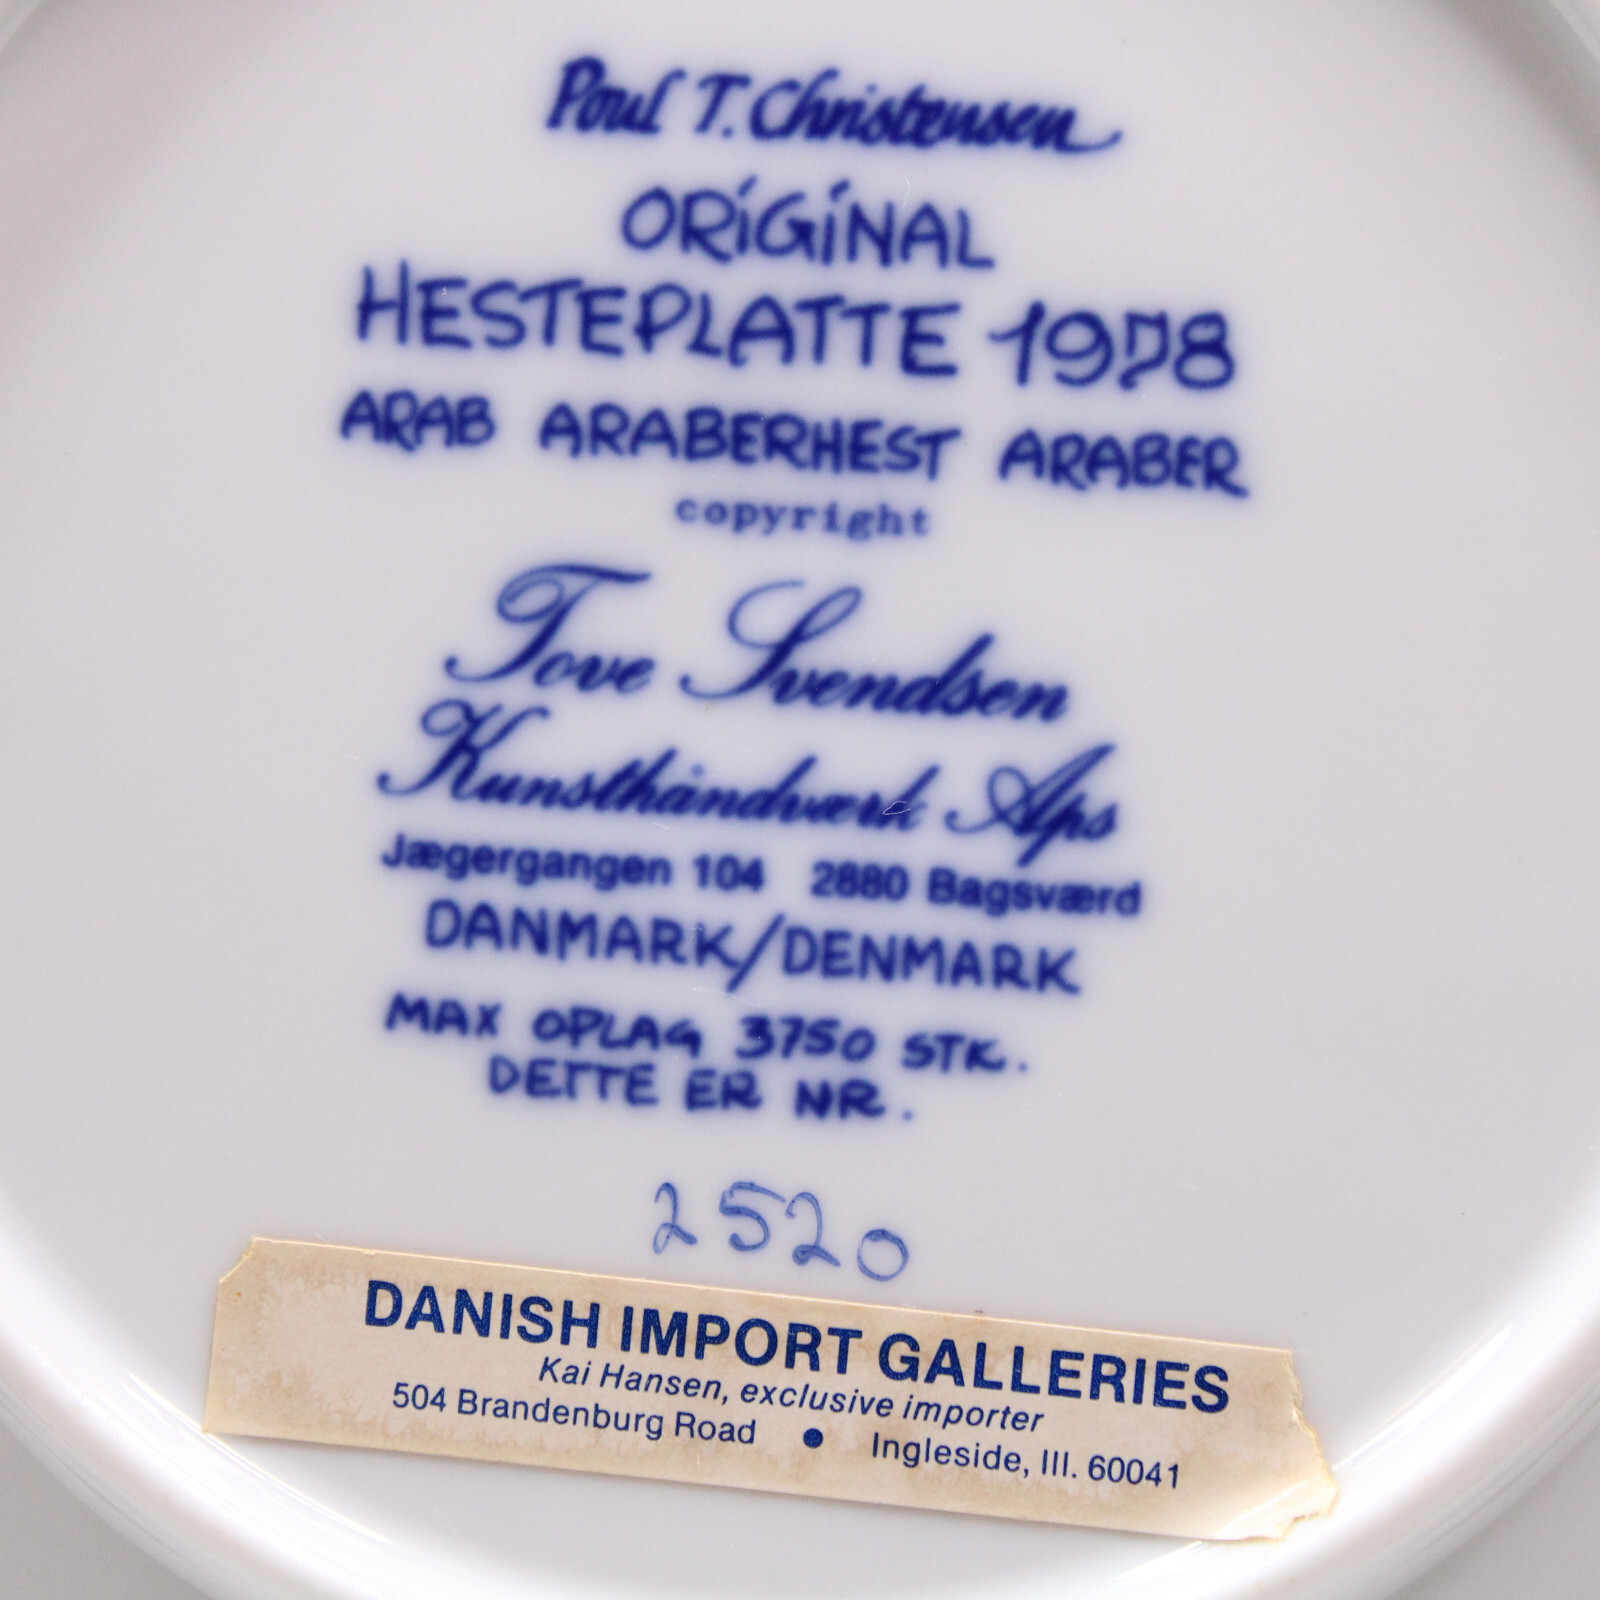 Poul T. Christensen
ORiGiNAL
HESTEPLATTE 1978
ARAB ARABERHEST ARABER
copyright
Tove Svendsen
Kunsthåndværk Aps
Jægergangen 104 2880 Bagsværd
DANMARK/DENMARK
MAX OPLAG 3750 STK.
DETTE ER NR.
2520
DANISH IMPORT GALLERIES
Kai Hansen, exclusive importer
504 Brandenburg Road ● Ingleside, Ill. 60041